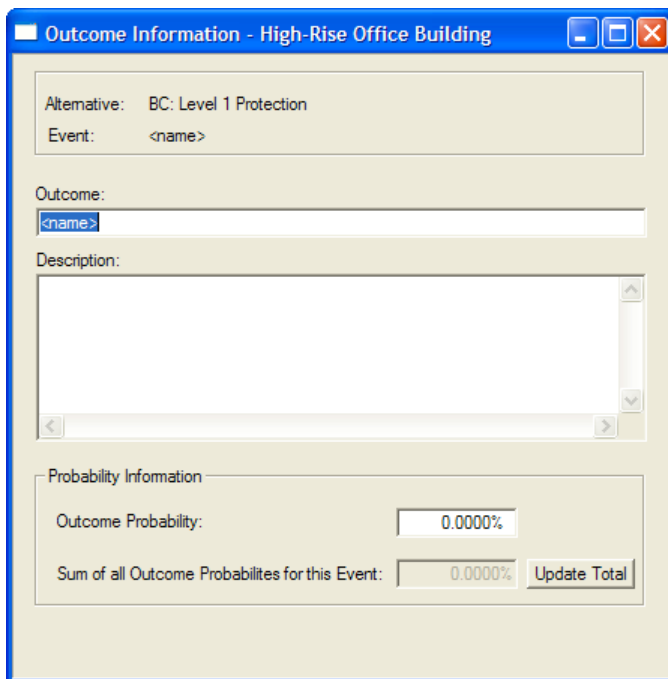 Outcome Information - High-Rise Office Building
Alternative: BC: Level 1 Protection
Event: <name>
Outcome:
<name>
Description:
Probability Information
Outcome Probability: 0.0000%
Sum of all Outcome Probabilites for this Event: 0.0000% Update Total